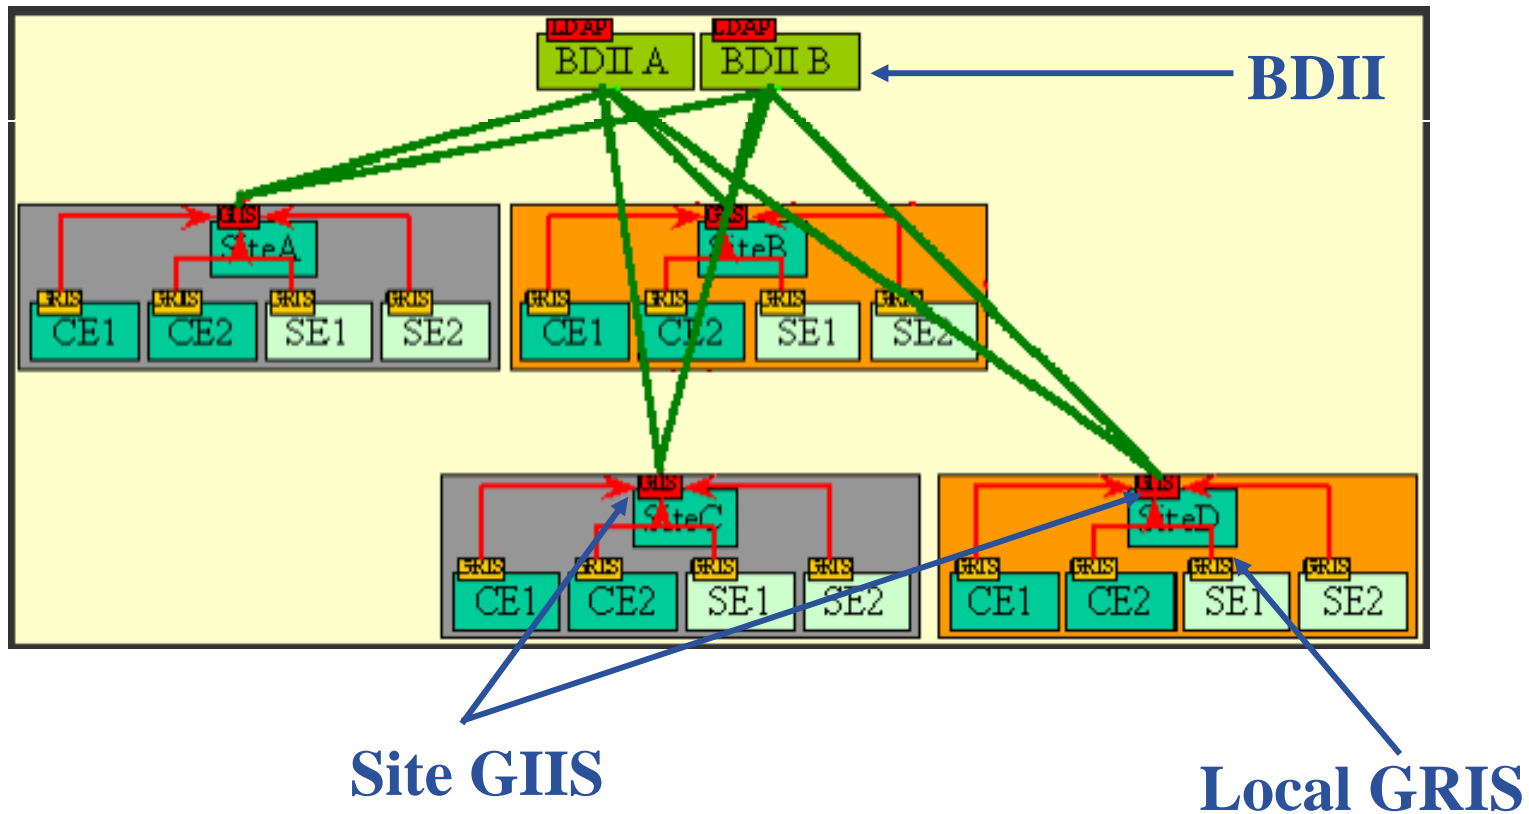 LDAP LDAP
BDII A BDII B
BDII
GIIS GIIS
SiteA SiteB
GRIS GRIS GRIS GRIS GRIS GRIS GRIS GRIS
CE1 CE2 SE1 SE2 CE1 CE2 SE1 SE2
GIIS GIIS
SiteC SiteD
GRIS GRIS GRIS GRIS GRIS GRIS GRIS GRIS
CE1 CE2 SE1 SE2 CE1 CE2 SE1 SE2
Site GIIS
Local GRIS